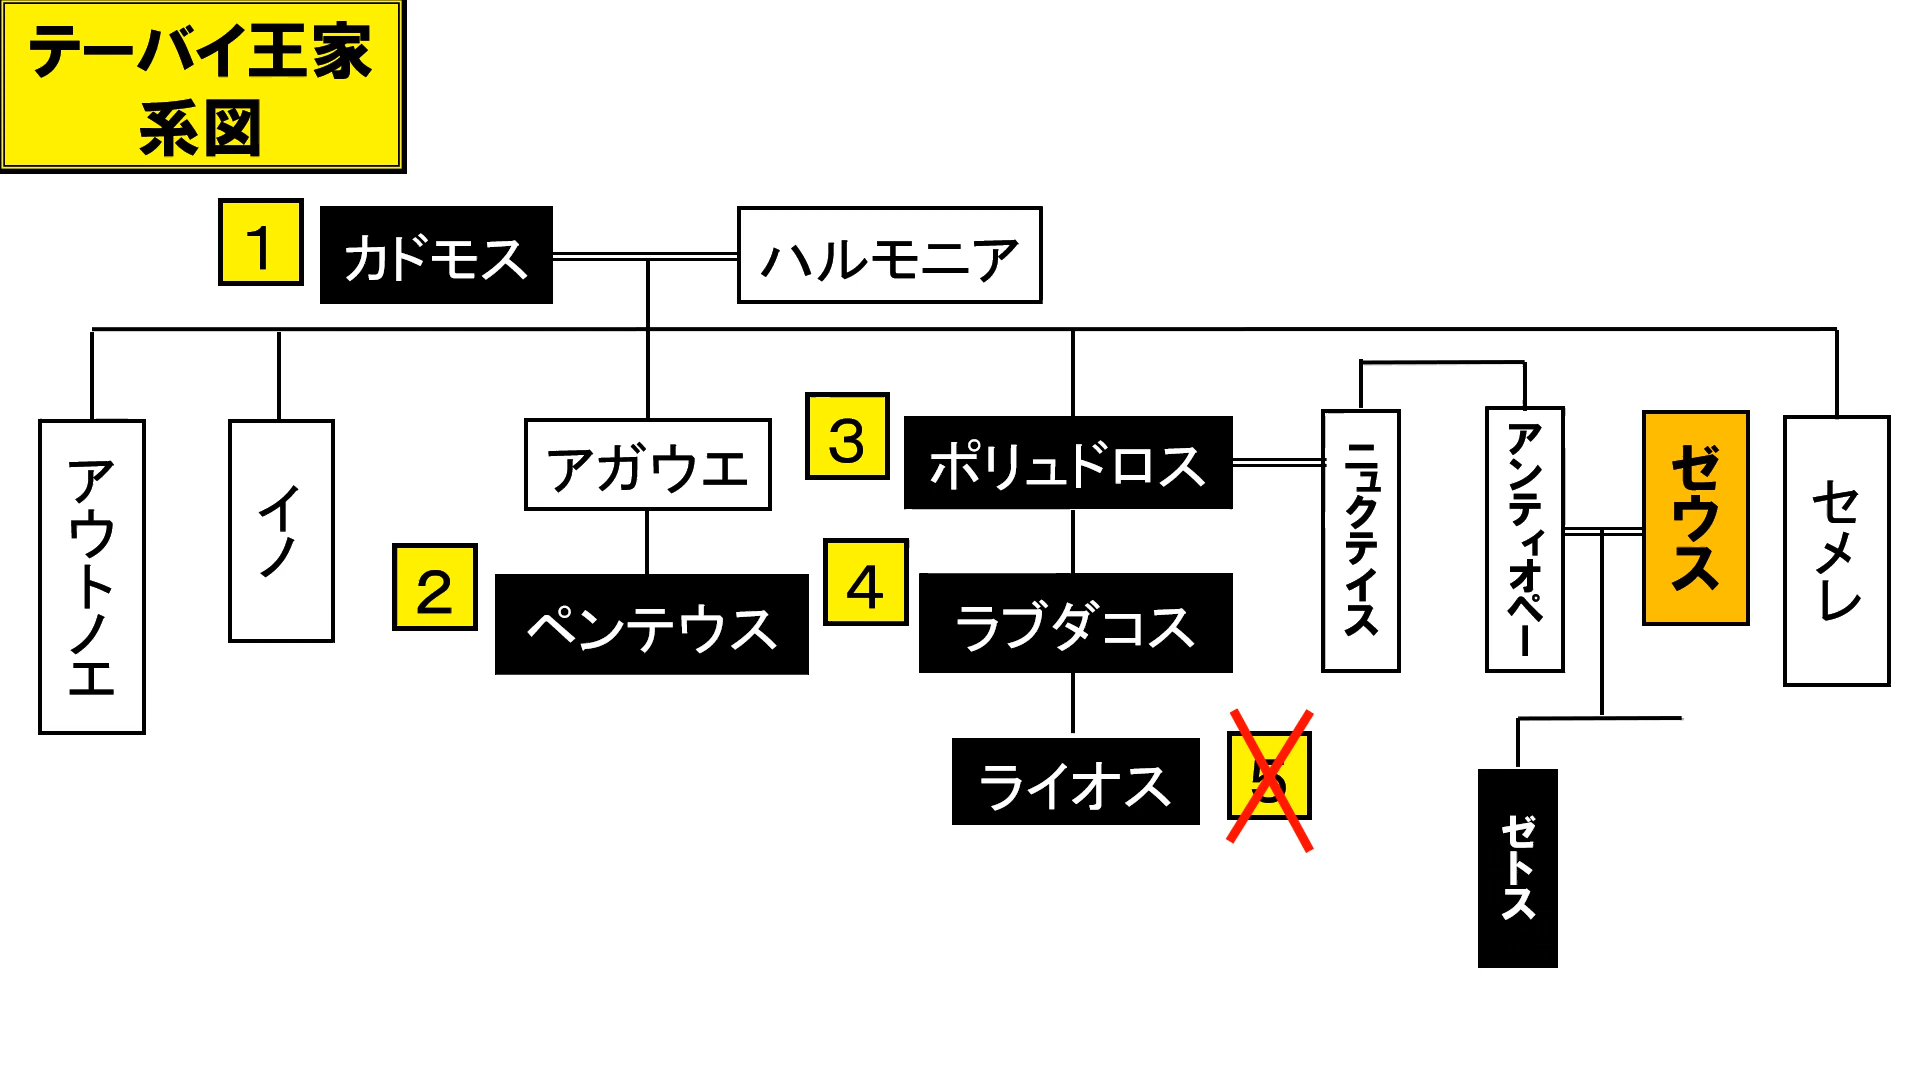 テーバイ王家
系図
1
カドモス
ハルモニア
アウトノエ
イノ
アガウエ
3
ポリュドロス
ニュクテイス
アンティオペー
ゼウス
セメレ
2
ペンテウス
4
ラブダコス
ライオス
5
ゼトス